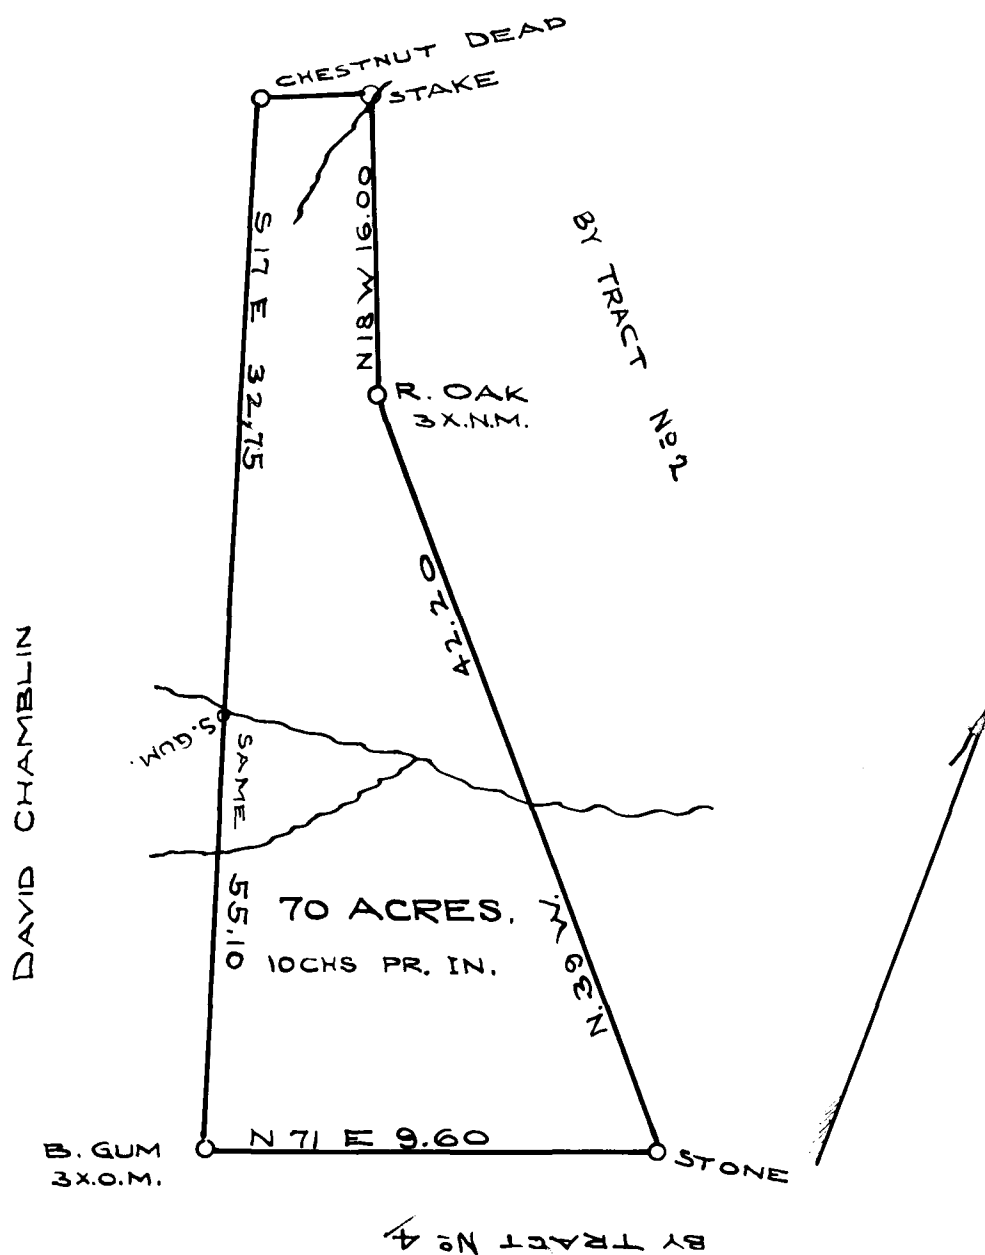 CHESTNUT DEAD
STAKE
S 17 E 32,75
N 18 W 16.00
BY TRACT No 2
R. OAK
3 X.N.M.
42.20
N. 39 W.
DAVID CHAMBLIN
S. GUM.
SAME 55.10
70 ACRES.
10 CHS PR. IN.
B. GUM
3 X.O.M.
N 71 E 9.60
STONE
BY TRACT No 4